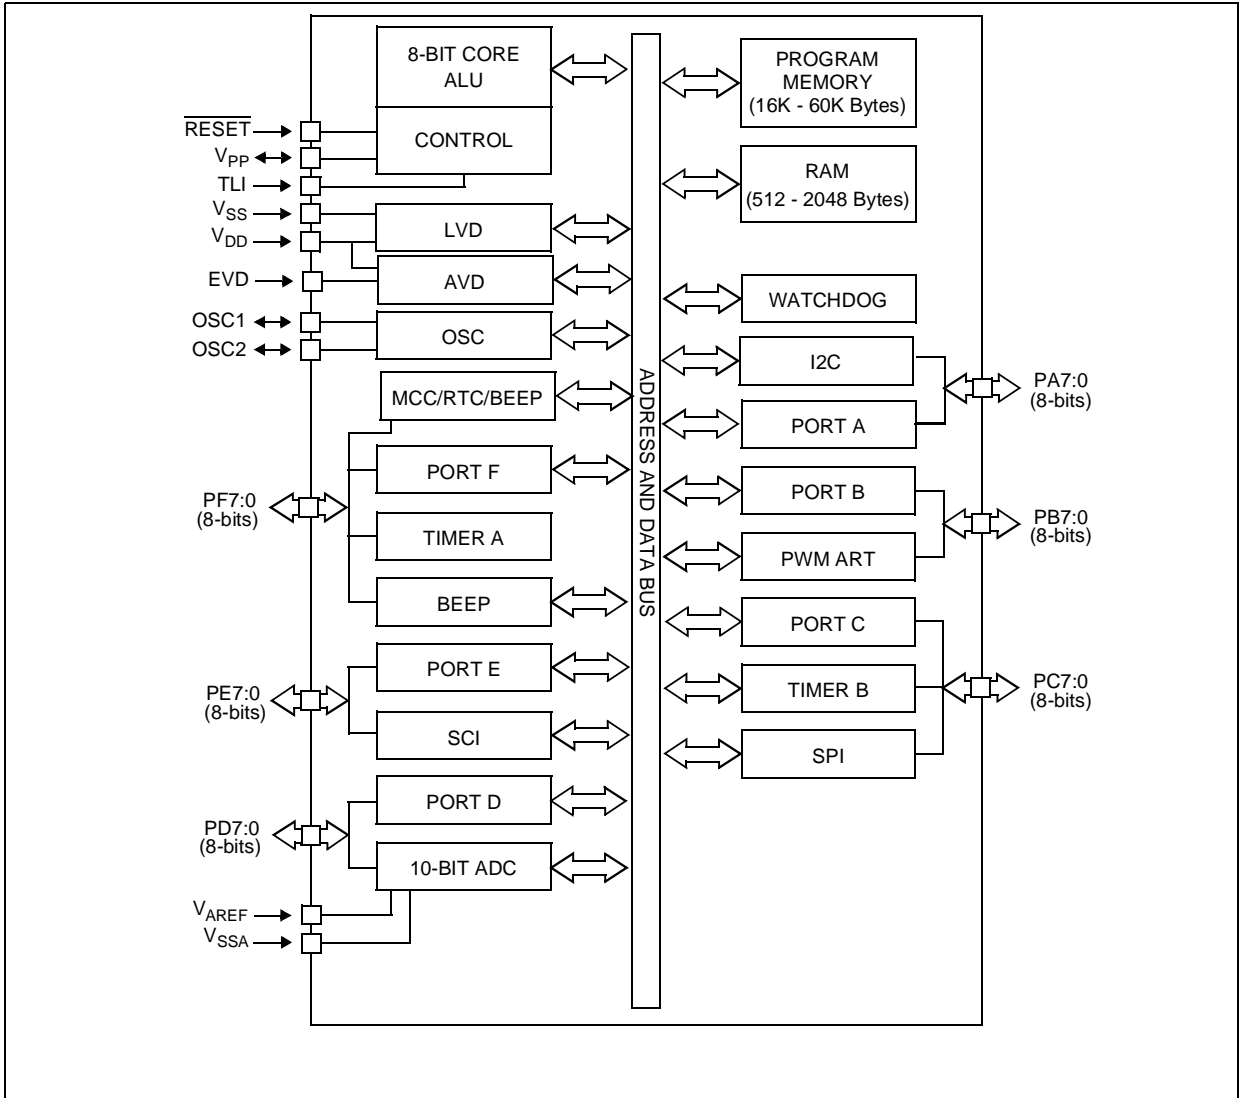 8-BIT CORE
ALU
CONTROL
RESET
VPP
TLI
VSS
VDD
EVD
OSC1
OSC2
LVD
AVD
OSC
MCC/RTC/BEEP
PORT F
TIMER A
BEEP
PF7:0
(8-bits)
PORT E
SCI
PE7:0
(8-bits)
PORT D
10-BIT ADC
PD7:0
(8-bits)
VAREF
VSSA
ADDRESS AND DATA BUS
PROGRAM
MEMORY
(16K - 60K Bytes)
RAM
(512 - 2048 Bytes)
WATCHDOG
I2C
PORT A
PA7:0
(8-bits)
PORT B
PWM ART
PB7:0
(8-bits)
PORT C
TIMER B
SPI
PC7:0
(8-bits)